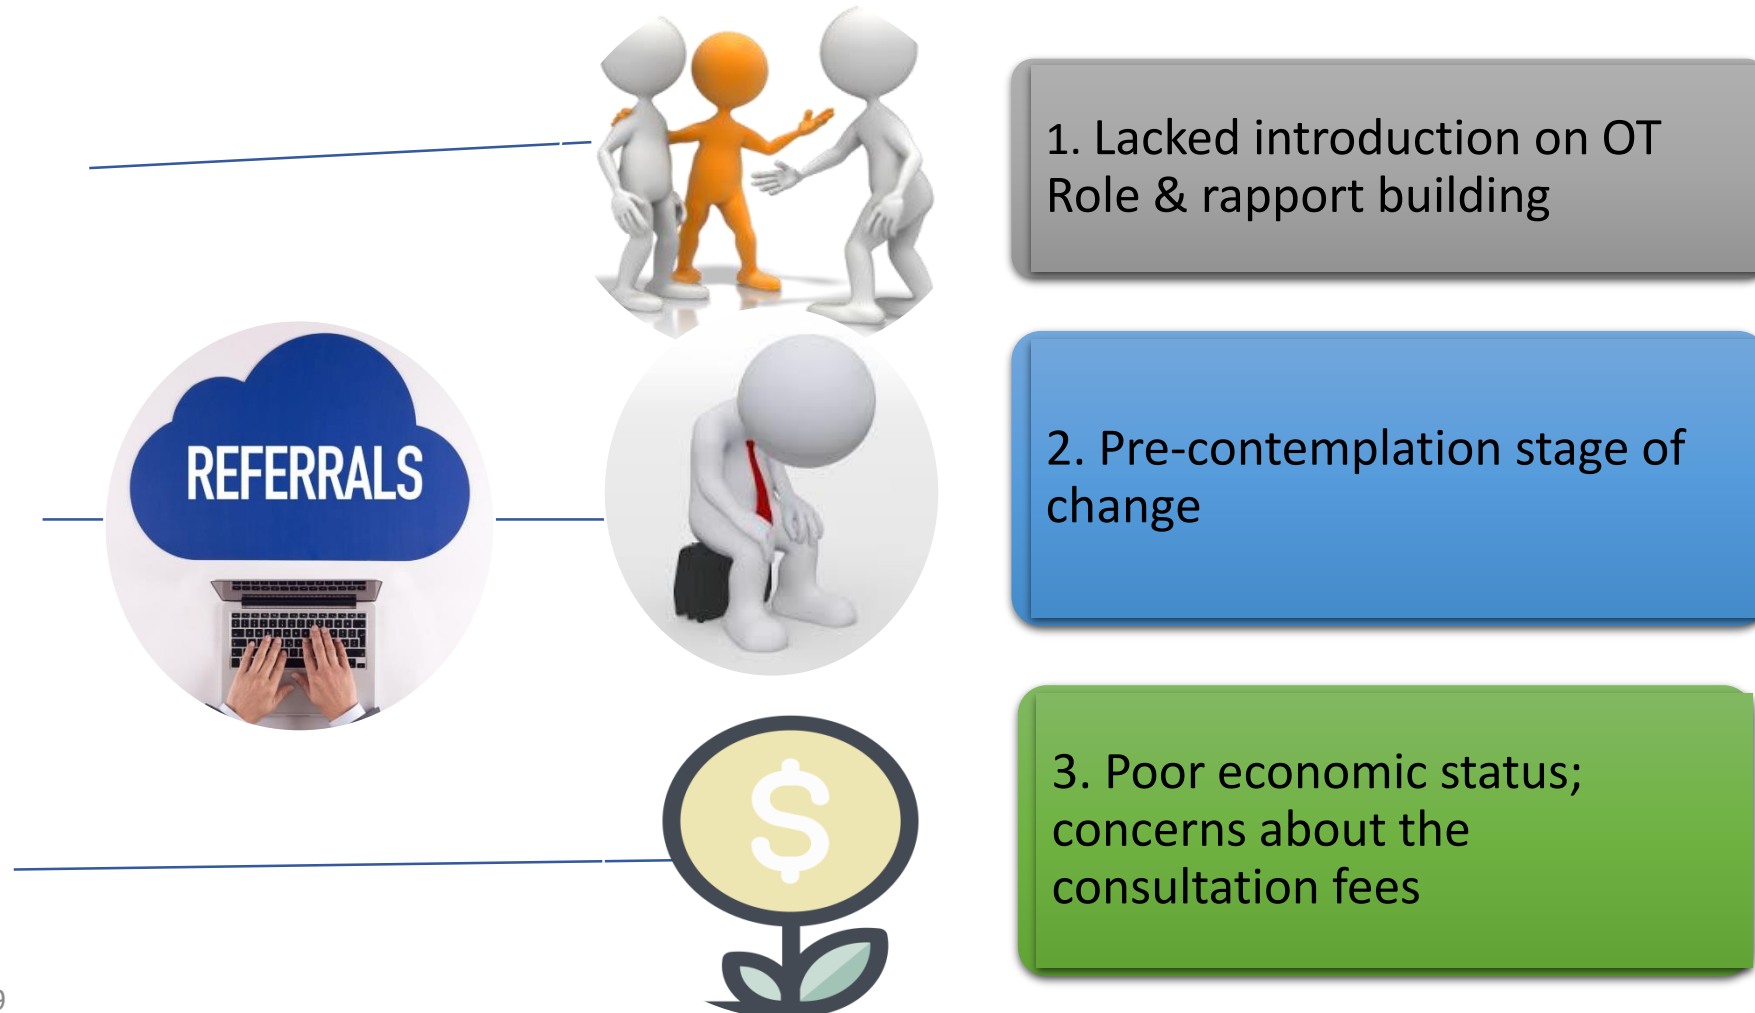 1. Lacked introduction on OT
Role & rapport building
REFERRALS
2. Pre-contemplation stage of
change
$
3. Poor economic status;
concerns about the
consultation fees
9